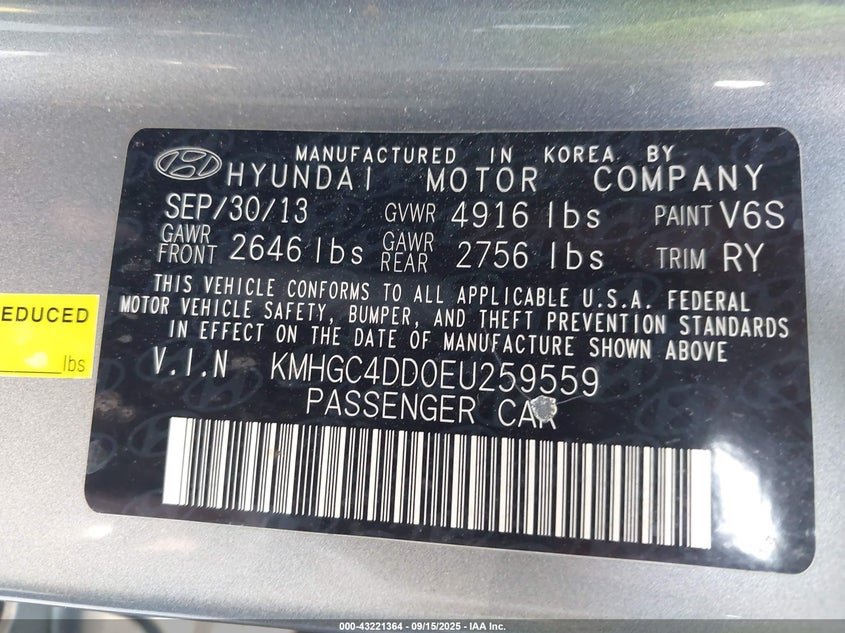 MANUFACTURED IN KOREA BY
HYUNDAI MOTOR COMPANY
SEP/30/13 GVWR 4916 lbs PAINT V6S
GAWR FRONT 2646 lbs GAWR REAR 2756 lbs TRIM RY
THIS VEHICLE CONFORMS TO ALL APPLICABLE U.S.A. FEDERAL
MOTOR VEHICLE SAFETY, BUMPER, AND THEFT PREVENTION STANDARDS
IN EFFECT ON THE DATE OF MANUFACTURE SHOWN ABOVE
V.I.N KMHGC4DD0EU259559
PASSENGER CAR
EDUCED
lbs
000-43221364 - 09/15/2025 - IAA Inc.